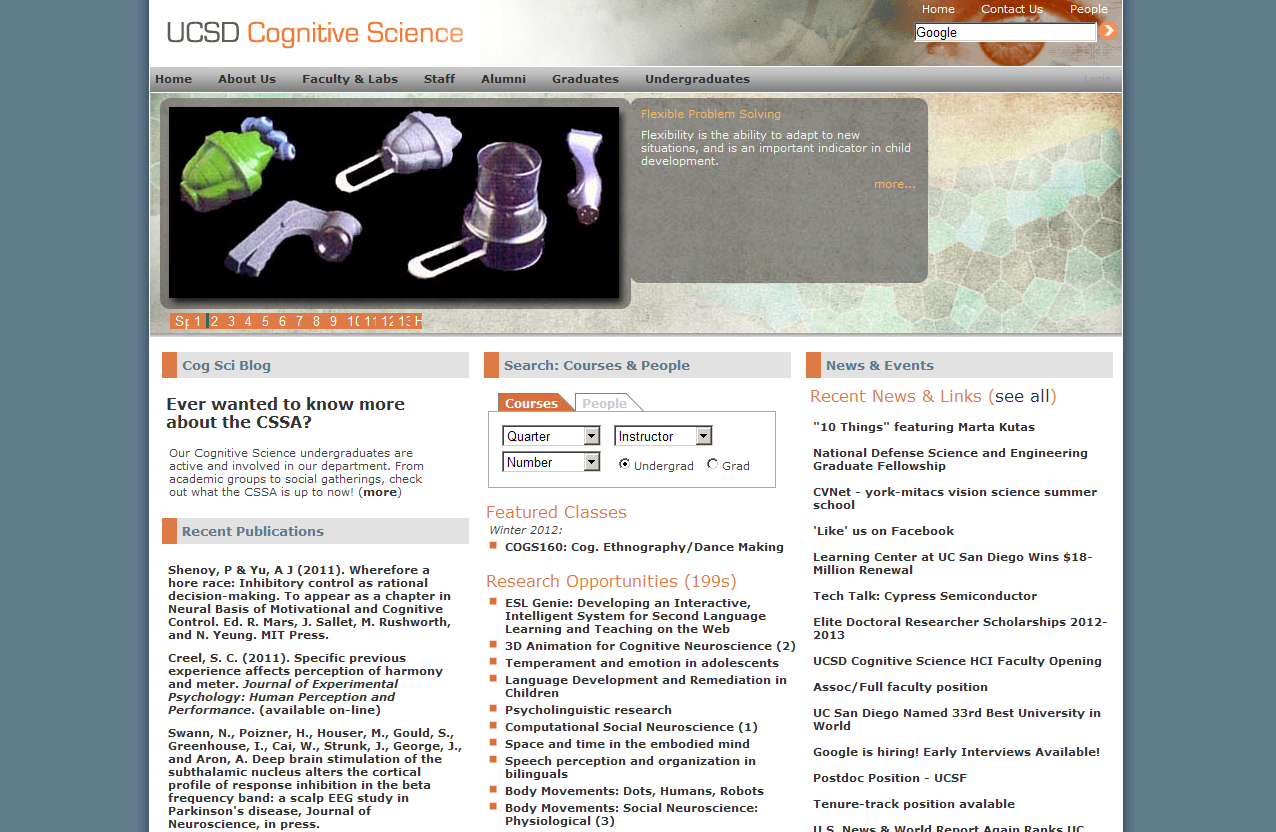 UCSD Cognitive Science
Home Contact Us People
Google
Home About Us Faculty & Labs Staff Alumni Graduates Undergraduates Login
Flexible Problem Solving
Flexibility is the ability to adapt to new
situations, and is an important indicator in child
development.
more...
Sp 1 2 3 4 5 6 7 8 9 10 11 12 13 H
Cog Sci Blog
Ever wanted to know more
about the CSSA?
Our Cognitive Science undergraduates are
active and involved in our department. From
academic groups to social gatherings, check
out what the CSSA is up to now! (more)
Recent Publications
Shenoy, P & Yu, A J (2011). Wherefore a
hore race: Inhibitory control as rational
decision-making. To appear as a chapter in
Neural Basis of Motivational and Cognitive
Control. Ed. R. Mars, J. Sallet, M. Rushworth,
and N. Yeung. MIT Press.
Creel, S. C. (2011). Specific previous
experience affects perception of harmony
and meter. Journal of Experimental
Psychology: Human Perception and
Performance. (available on-line)
Swann, N., Poizner, H., Houser, M., Gould, S.,
Greenhouse, I., Cai, W., Strunk, J., George, J.,
and Aron, A. Deep brain stimulation of the
subthalamic nucleus alters the cortical
profile of response inhibition in the beta
frequency band: a scalp EEG study in
Parkinson's disease, Journal of
Neuroscience, in press.
Search: Courses & People
Courses People
Quarter Instructor
Number Undergrad Grad
Featured Classes
Winter 2012:
COGS160: Cog. Ethnography/Dance Making
Research Opportunities (199s)
ESL Genie: Developing an Interactive,
Intelligent System for Second Language
Learning and Teaching on the Web
3D Animation for Cognitive Neuroscience (2)
Temperament and emotion in adolescents
Language Development and Remediation in
Children
Psycholinguistic research
Computational Social Neuroscience (1)
Space and time in the embodied mind
Speech perception and organization in
bilinguals
Body Movements: Dots, Humans, Robots
Body Movements: Social Neuroscience:
Physiological (3)
News & Events
Recent News & Links (see all)
"10 Things" featuring Marta Kutas
National Defense Science and Engineering
Graduate Fellowship
CVNet - york-mitacs vision science summer
school
'Like' us on Facebook
Learning Center at UC San Diego Wins $18-
Million Renewal
Tech Talk: Cypress Semiconductor
Elite Doctoral Researcher Scholarships 2012-
2013
UCSD Cognitive Science HCI Faculty Opening
Assoc/Full faculty position
UC San Diego Named 33rd Best University in
World
Google is hiring! Early Interviews Available!
Postdoc Position - UCSF
Tenure-track position avalable
U.S. News & World Report Again Ranks UC